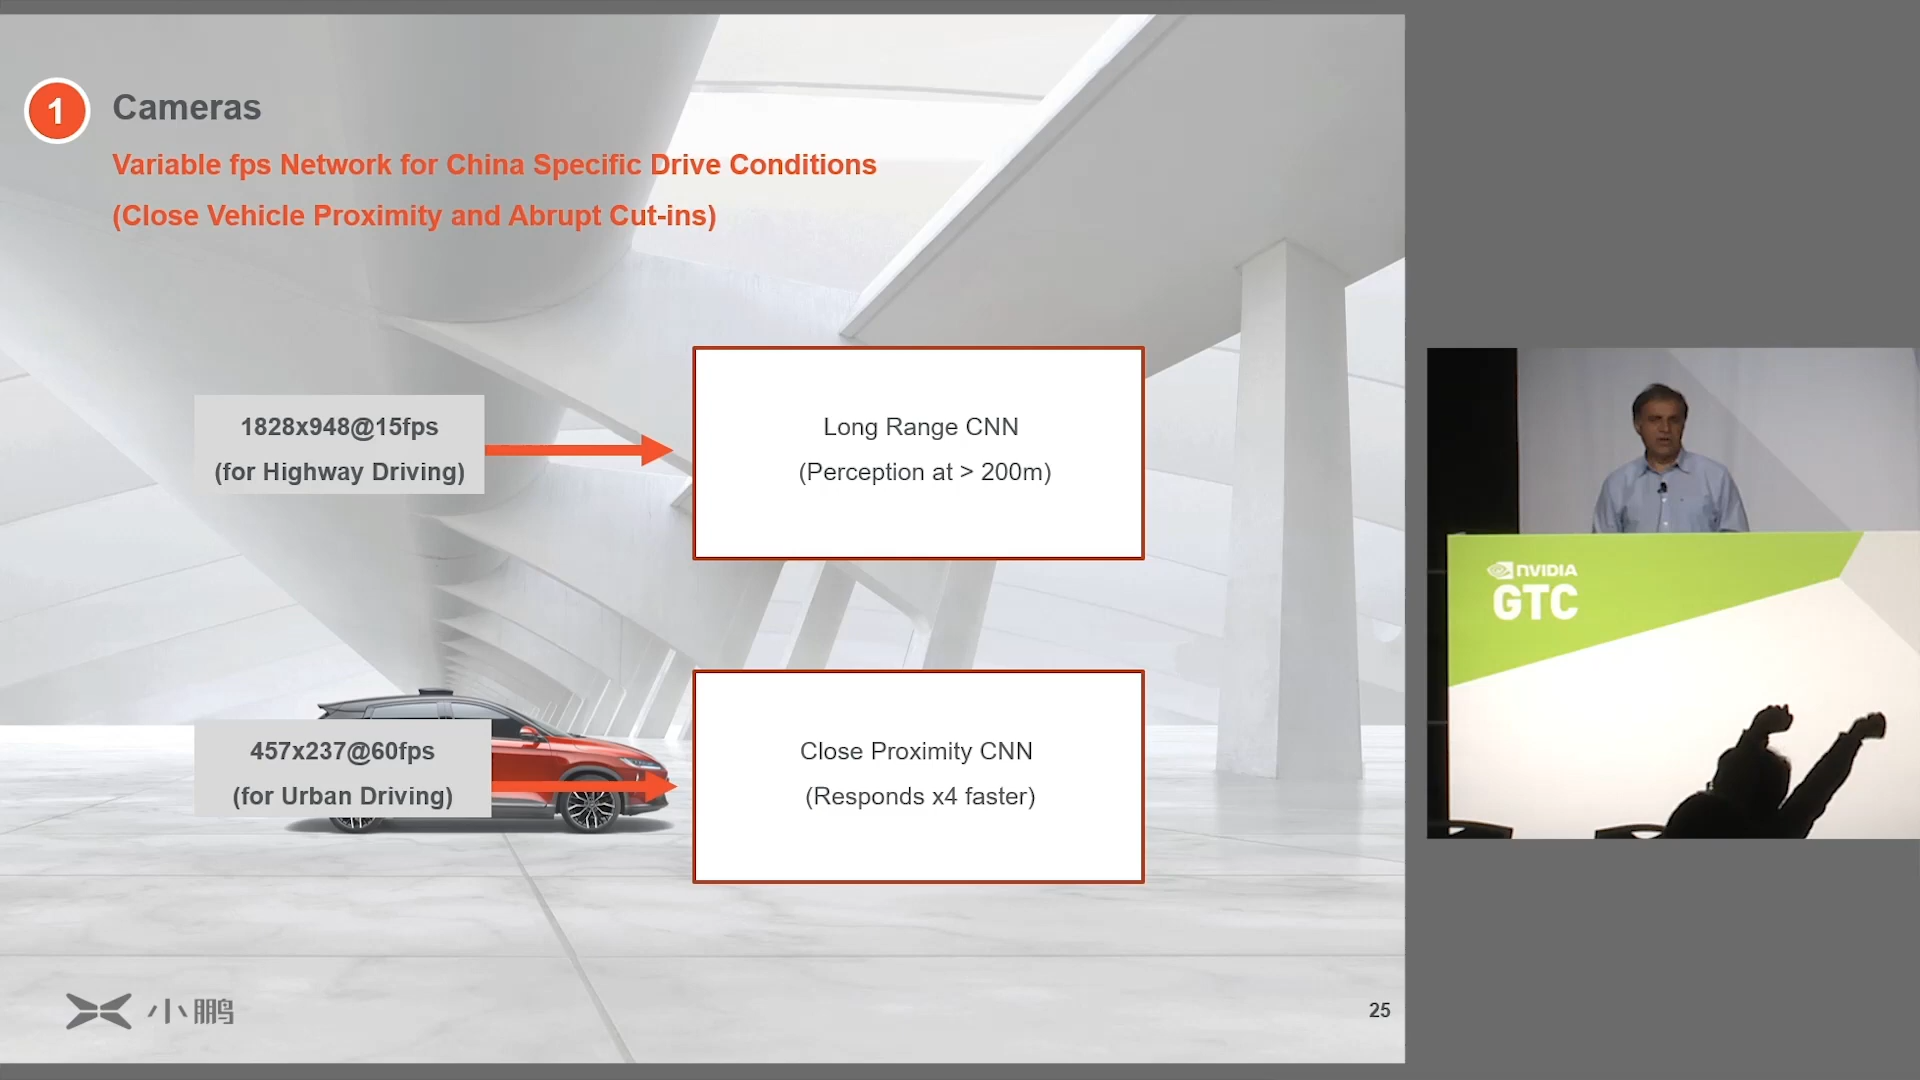 1
Cameras
Variable fps Network for China Specific Drive Conditions
(Close Vehicle Proximity and Abrupt Cut-ins)
1828x948@15fps
(for Highway Driving)
Long Range CNN
(Perception at > 200m)
457x237@60fps
(for Urban Driving)
Close Proximity CNN
(Responds x4 faster)
小鹏
25
NVIDIA
GTC